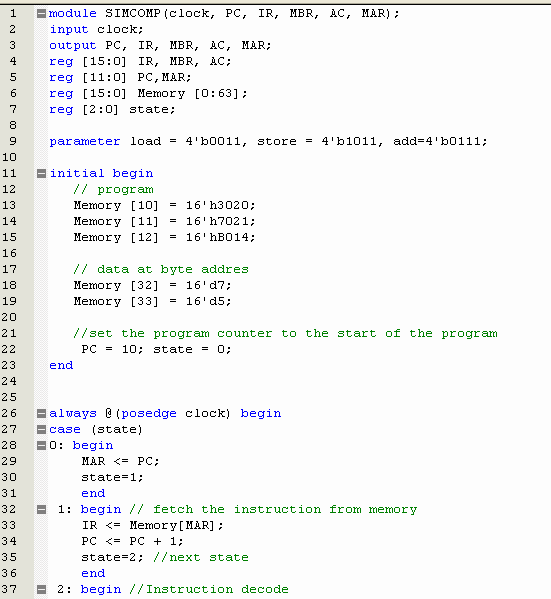 1 module SIMCOMP(clock, PC, IR, MBR, AC, MAR);
2 input clock;
3 output PC, IR, MBR, AC, MAR;
4 reg [15:0] IR, MBR, AC;
5 reg [11:0] PC,MAR;
6 reg [15:0] Memory [0:63];
7 reg [2:0] state;
8
9 parameter load = 4'b0011, store = 4'b1011, add=4'b0111;
10
11 initial begin
12 // program
13 Memory [10] = 16'h3020;
14 Memory [11] = 16'h7021;
15 Memory [12] = 16'hB014;
16
17 // data at byte addres
18 Memory [32] = 16'd7;
19 Memory [33] = 16'd5;
20
21 //set the program counter to the start of the program
22 PC = 10; state = 0;
23 end
24
25
26 always @(posedge clock) begin
27 case (state)
28 0: begin
29 MAR <= PC;
30 state=1;
31 end
32 1: begin // fetch the instruction from memory
33 IR <= Memory[MAR];
34 PC <= PC + 1;
35 state=2; //next state
36 end
37 2: begin //Instruction decode